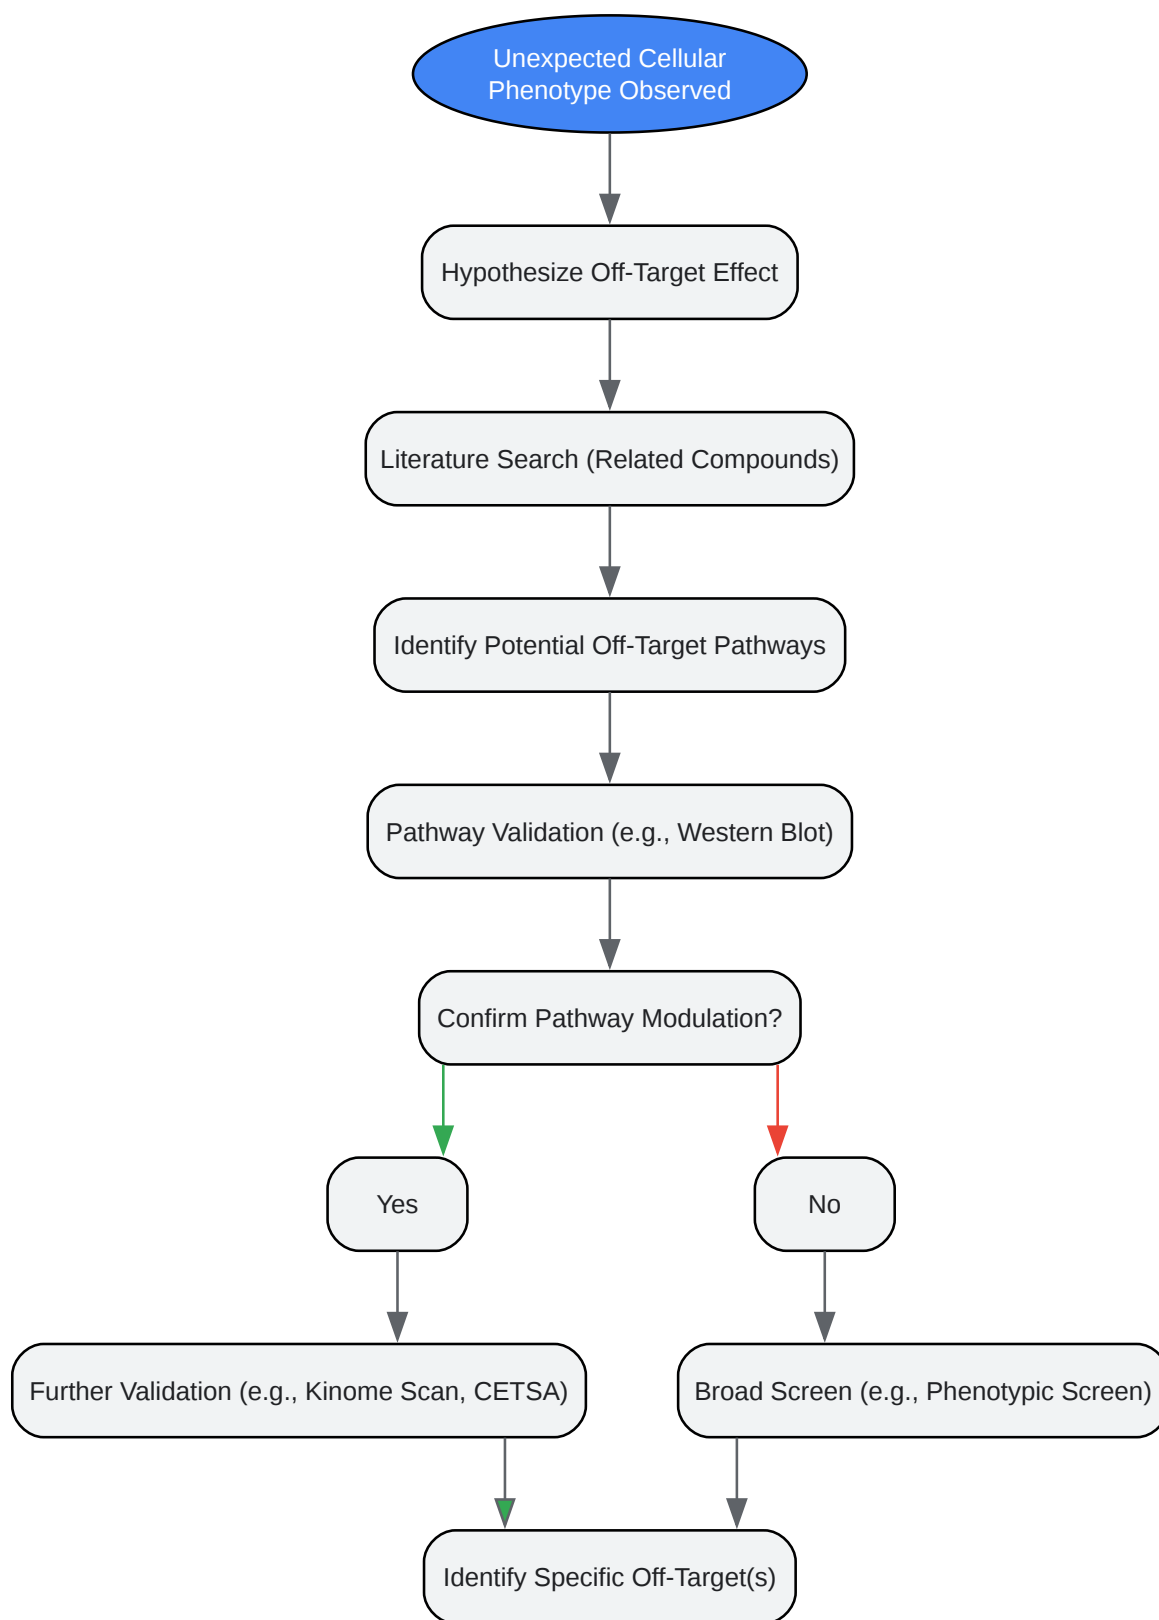 Unexpected Cellular
Phenotype Observed
Hypothesize Off-Target Effect
Literature Search (Related Compounds)
Identify Potential Off-Target Pathways
Pathway Validation (e.g., Western Blot)
Confirm Pathway Modulation?
Yes
No
Further Validation (e.g., Kinome Scan, CETSA)
Broad Screen (e.g., Phenotypic Screen)
Identify Specific Off-Target(s)